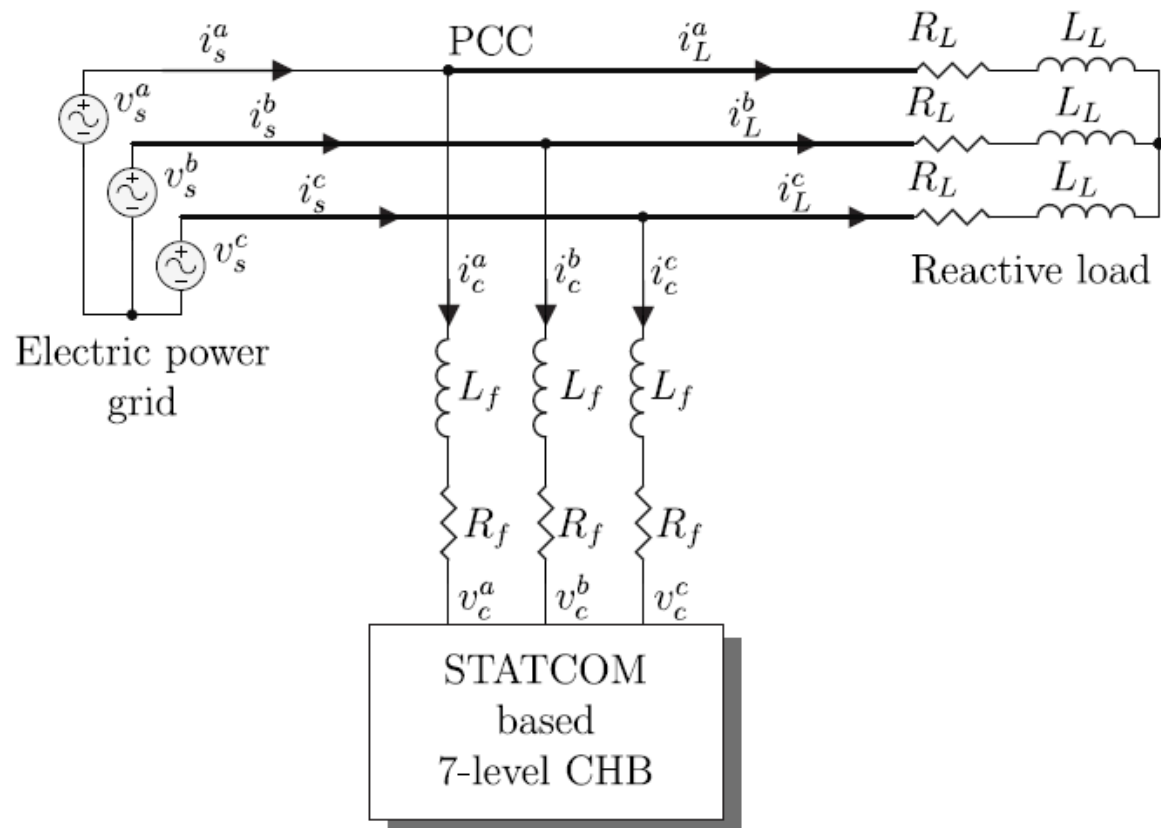 i_s^a
PCC
i_L^a
R_L
L_L
v_s^a
+
−
i_s^b
i_L^b
R_L
L_L
v_s^b
+
−
i_s^c
i_L^c
R_L
L_L
v_s^c
+
−
i_c^a
i_c^b
i_c^c
Reactive load
Electric power
grid
L_f
L_f
L_f
R_f
R_f
R_f
v_c^a
v_c^b
v_c^c
STATCOM
based
7-level CHB